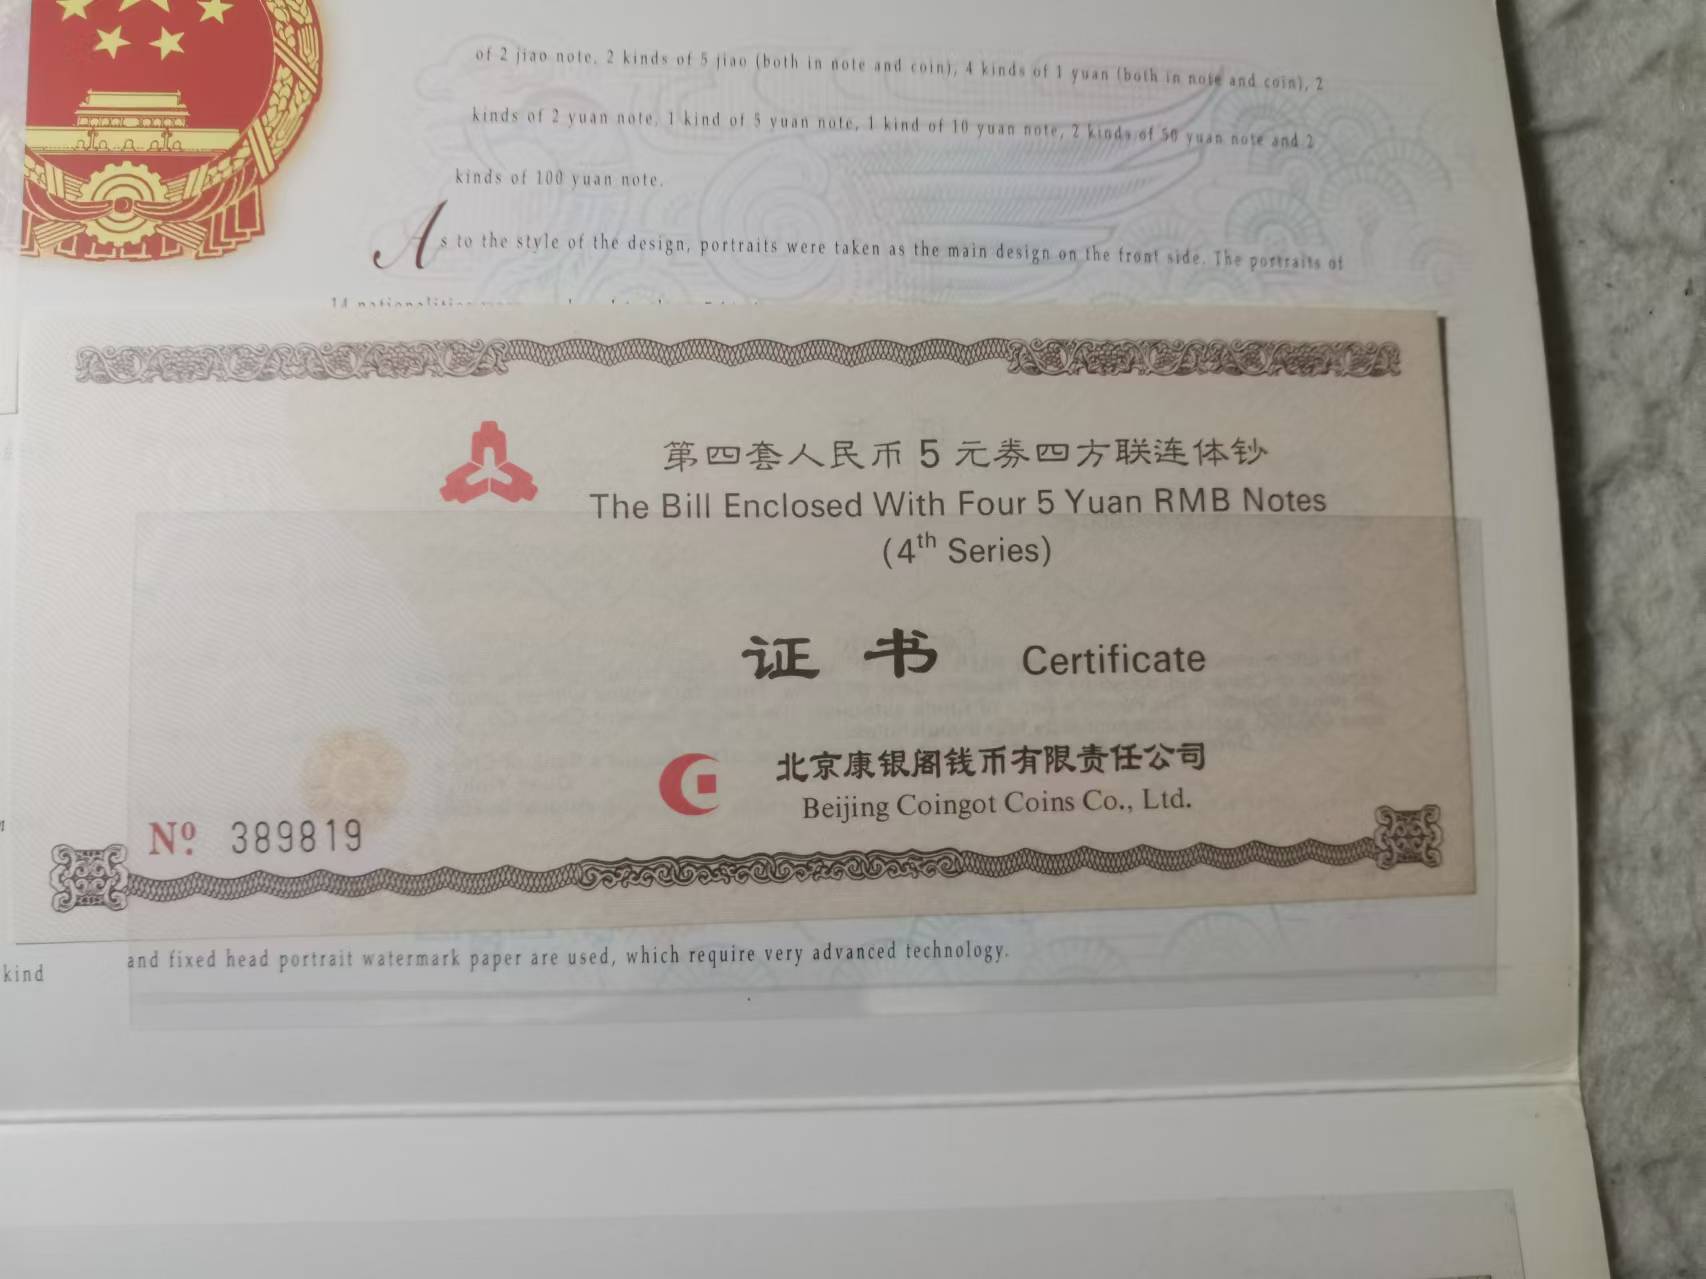 of 2 jiao note, 2 kinds of 5 jiao (both in note and coin), 4 kinds of 1 yuan (both in note and coin), 2
kinds of 2 yuan note, 1 kind of 5 yuan note, 1 kind of 10 yuan note, 2 kinds of 50 yuan note and 2
kinds of 100 yuan note.
As to the style of the design, portraits were taken as the main design on the front side. The portraits of
14 nationalities
第四套人民币5元券四方联连体钞
The Bill Enclosed With Four 5 Yuan RMB Notes
(4th Series)
证书 Certificate
北京康银阁钱币有限责任公司
Beijing Coingot Coins Co., Ltd.
Nº 389819
and fixed head portrait watermark paper are used, which require very advanced technology.
kind